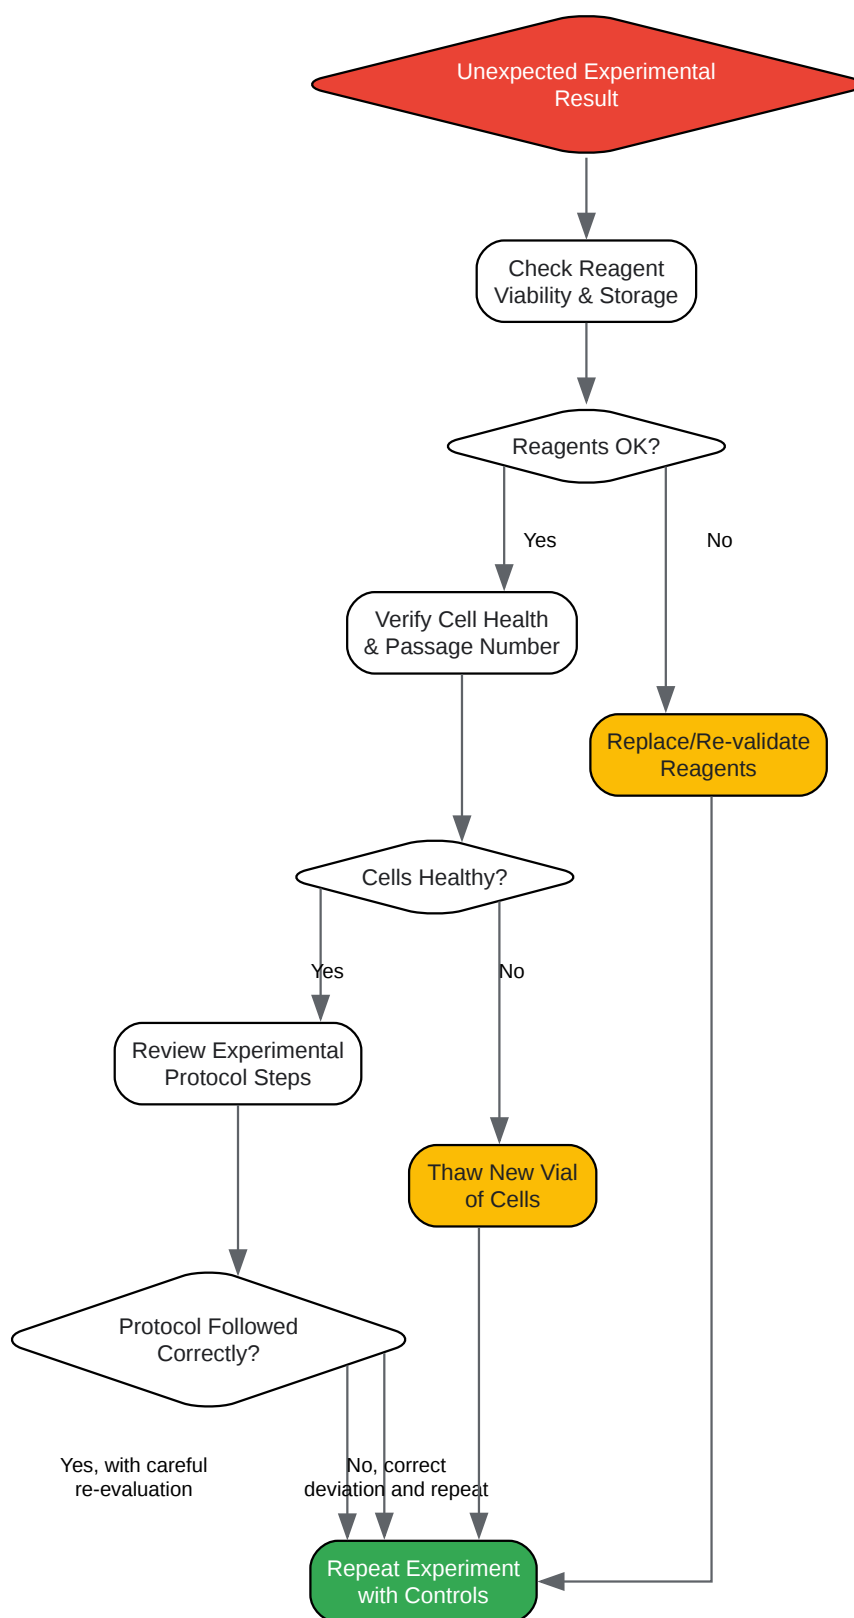 Unexpected Experimental
Result
Check Reagent
Viability & Storage
Reagents OK?
Yes
No
Verify Cell Health
& Passage Number
Replace/Re-validate
Reagents
Cells Healthy?
Yes
No
Review Experimental
Protocol Steps
Thaw New Vial
of Cells
Protocol Followed
Correctly?
Yes, with careful
re-evaluation
No, correct
deviation and repeat
Repeat Experiment
with Controls